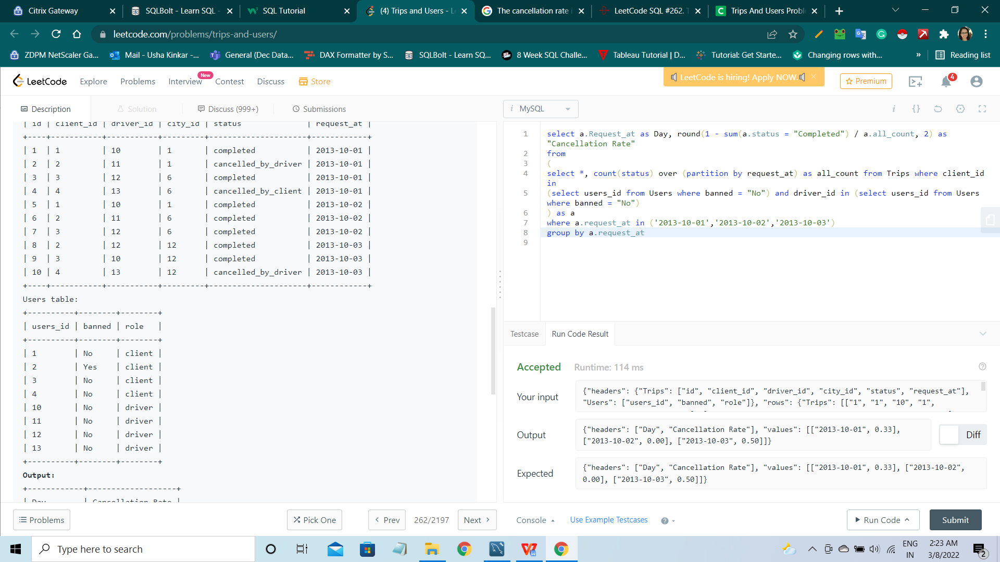 Citrix Gateway
SQLBolt - Learn SQL -
SQL Tutorial
(4) Trips and Users - L
The cancellation rate i
LeetCode SQL #262. T
Trips And Users Probl
leetcode.com/problems/trips-and-users/
ZDPM NetScaler Ga...
Mail - Usha Kinkar -...
General (Dec Data...
DAX Formatter by S...
SQLBolt - Learn SQ...
8 Week SQL Challe...
Tableau Tutorial | D...
Tutorial: Get Starte...
Changing rows with...
»
Reading list
LeetCode
Explore
Problems
Interview
New
Contest
Discuss
Store
LeetCode is hiring! Apply NOW.
Premium
4
Description
Solution
Discuss (999+)
Submissions
i MySQL
| id | client_id | driver_id | city_id | status | request_at |
+----+-----------+-----------+---------+---------------------+------------+
| 1 | 1 | 10 | 1 | completed | 2013-10-01 |
| 2 | 2 | 11 | 1 | cancelled_by_driver | 2013-10-01 |
| 3 | 3 | 12 | 6 | completed | 2013-10-01 |
| 4 | 4 | 13 | 6 | cancelled_by_client | 2013-10-01 |
| 5 | 1 | 10 | 1 | completed | 2013-10-02 |
| 6 | 2 | 11 | 6 | completed | 2013-10-02 |
| 7 | 3 | 12 | 6 | completed | 2013-10-02 |
| 8 | 2 | 12 | 12 | completed | 2013-10-03 |
| 9 | 3 | 10 | 12 | completed | 2013-10-03 |
| 10 | 4 | 13 | 12 | cancelled_by_driver | 2013-10-03 |
+----+-----------+-----------+---------+---------------------+------------+
Users table:
+----------+--------+--------+
| users_id | banned | role |
+----------+--------+--------+
| 1 | No | client |
| 2 | Yes | client |
| 3 | No | client |
| 4 | No | client |
| 10 | No | driver |
| 11 | No | driver |
| 12 | No | driver |
| 13 | No | driver |
+----------+--------+--------+
Output:
+------------+-------------------+
| Day | Cancellation Rate |
1 select a.Request_at as Day, round(1 - sum(a.status = "Completed") / a.all_count, 2) as
"Cancellation Rate"
2 from
3 (
4 select *, count(status) over (partition by request_at) as all_count from Trips where client_id
in
5 (select users_id from Users where banned = "No") and driver_id in (select users_id from Users
where banned = "No")
6 ) as a
7 where a.request_at in ('2013-10-01','2013-10-02','2013-10-03')
8 group by a.request_at
9
Testcase
Run Code Result
Accepted
Runtime: 114 ms
Your input
{"headers": {"Trips": ["id", "client_id", "driver_id", "city_id", "status", "request_at"],
"Users": ["users_id", "banned", "role"]}, "rows": {"Trips": [["1", "1", "10", "1",
Output
{"headers": ["Day", "Cancellation Rate"], "values": [["2013-10-01", 0.33],
["2013-10-02", 0.00], ["2013-10-03", 0.50]]}
Diff
Expected
{"headers": ["Day", "Cancellation Rate"], "values": [["2013-10-01", 0.33], ["2013-10-02",
0.00], ["2013-10-03", 0.50]]}
Problems
Pick One
Prev
262/2197
Next
Console
Use Example Testcases
Run Code
Submit
Type here to search
ENG
IN
2:23 AM
3/8/2022
2